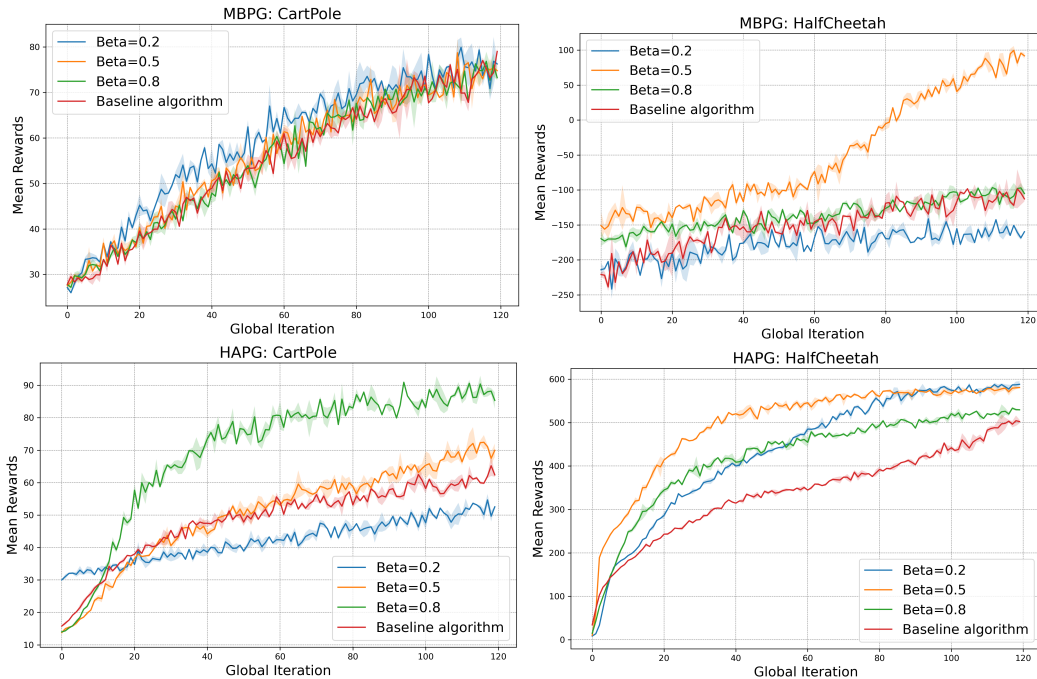 MBPG: CartPole
80
70
60
50
40
30
Mean Rewards
Beta=0.2
Beta=0.5
Beta=0.8
Baseline algorithm
0 20 40 60 80 100 120
Global Iteration
MBPG: HalfCheetah
100
50
0
−50
−100
−150
−200
−250
Mean Rewards
Beta=0.2
Beta=0.5
Beta=0.8
Baseline algorithm
0 20 40 60 80 100 120
Global Iteration
HAPG: CartPole
90
80
70
60
50
40
30
20
10
Mean Rewards
Beta=0.2
Beta=0.5
Beta=0.8
Baseline algorithm
0 20 40 60 80 100 120
Global Iteration
HAPG: HalfCheetah
600
500
400
300
200
100
0
Mean Rewards
Beta=0.2
Beta=0.5
Beta=0.8
Baseline algorithm
0 20 40 60 80 100 120
Global Iteration